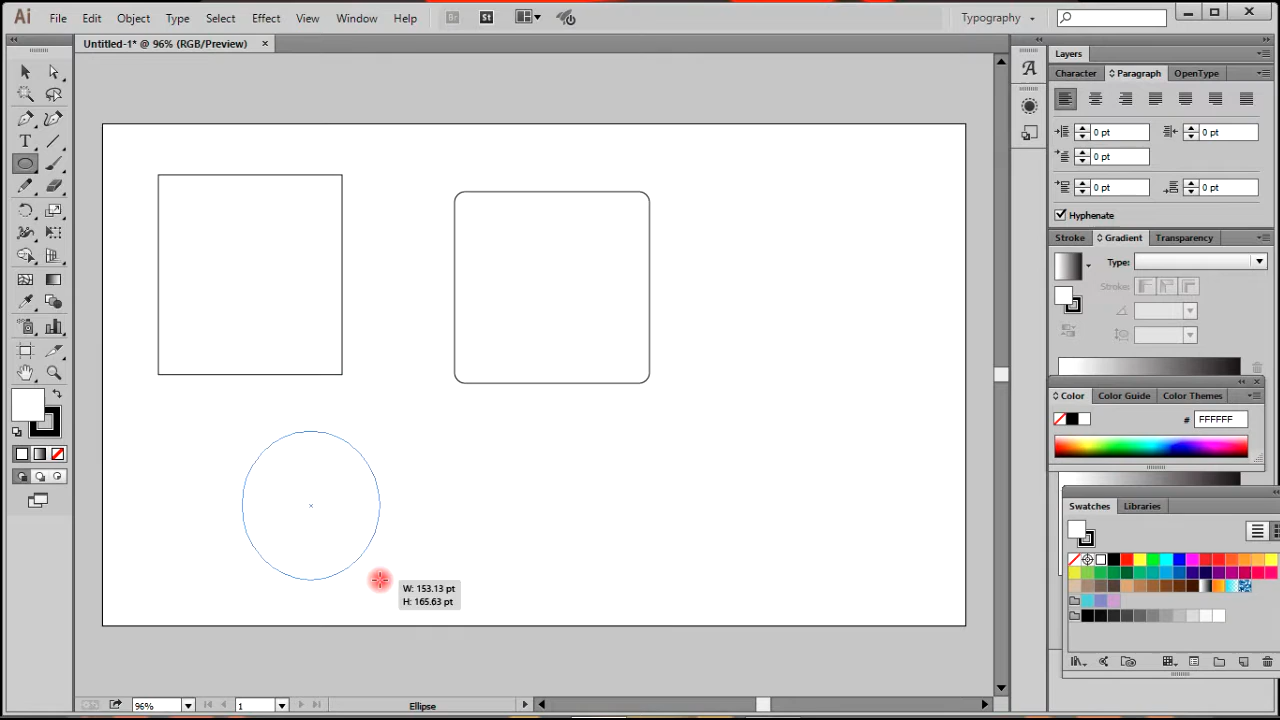 Ai File Edit Object Type Select Effect View Window Help Br St Typography
Untitled-1* @ 96% (RGB/Preview)
Layers
Character Paragraph OpenType
0 pt 0 pt
0 pt
0 pt 0 pt
Hyphenate
Stroke Gradient Transparency
Type:
Stroke:
Color Color Guide Color Themes
# FFFFFF
Swatches Libraries
W: 153.13 pt
H: 165.63 pt
96% 1 Ellipse